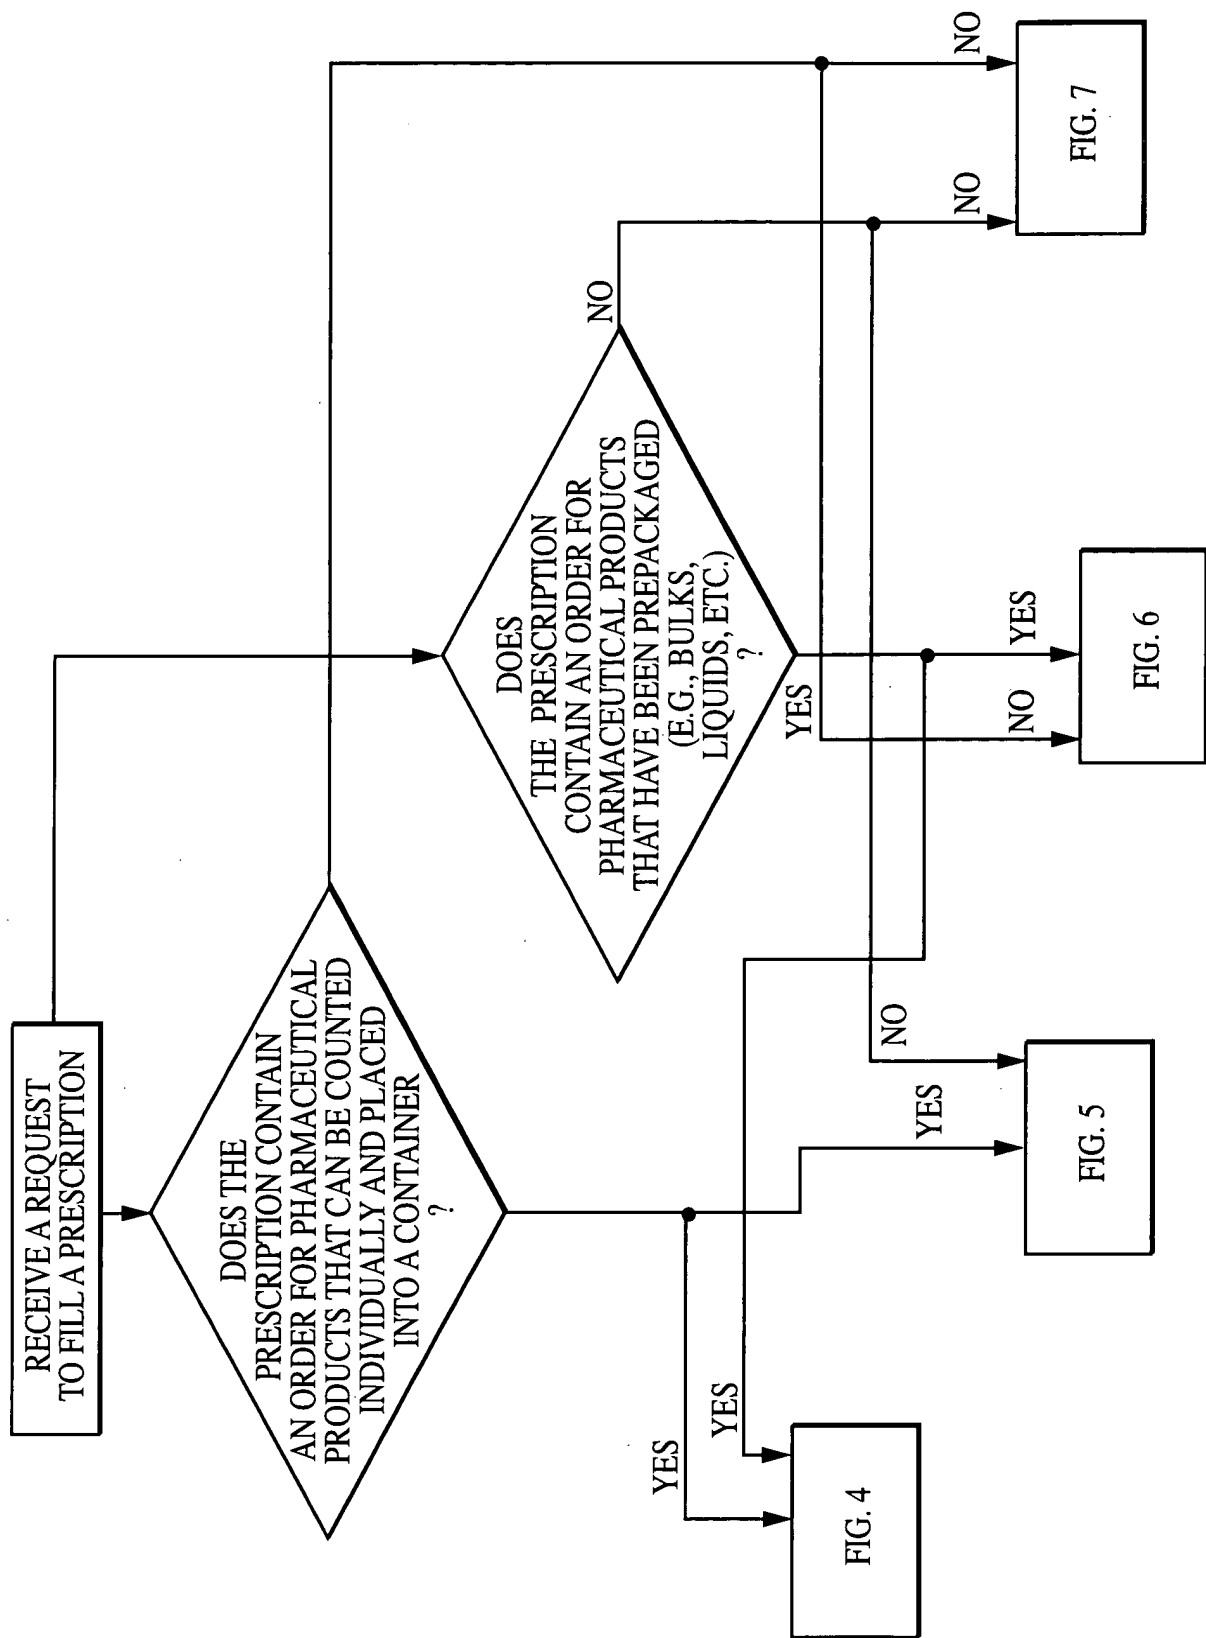 RECEIVE A REQUEST
TO FILL A PRESCRIPTION
DOES THE
PRESCRIPTION CONTAIN
AN ORDER FOR PHARMACEUTICAL
PRODUCTS THAT CAN BE COUNTED
INDIVIDUALLY AND PLACED
INTO A CONTAINER
?
DOES
THE PRESCRIPTION
CONTAIN AN ORDER FOR
PHARMACEUTICAL PRODUCTS
THAT HAVE BEEN PREPACKAGED
(E.G., BULKS,
LIQUIDS, ETC.)
?
NO
YES
YES
YES
FIG. 4
NO
YES
FIG. 5
NO
YES
FIG. 6
NO
NO
FIG. 7